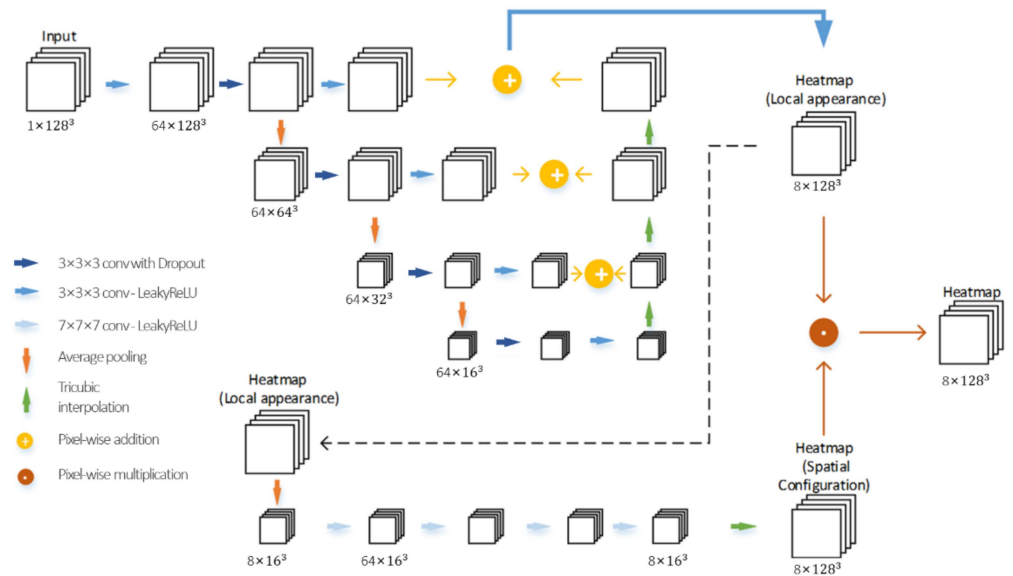 Input
1×128³
64×128³
Heatmap
(Local appearance)
8×128³
64×64³
64×32³
64×16³
3×3×3 conv with Dropout
3×3×3 conv - LeakyReLU
7×7×7 conv - LeakyReLU
Average pooling
Tricubic
interpolation
Pixel-wise addition
Pixel-wise multiplication
Heatmap
8×128³
Heatmap
(Local appearance)
Heatmap
(Spatial
Configuration)
8×16³
64×16³
8×16³
8×128³